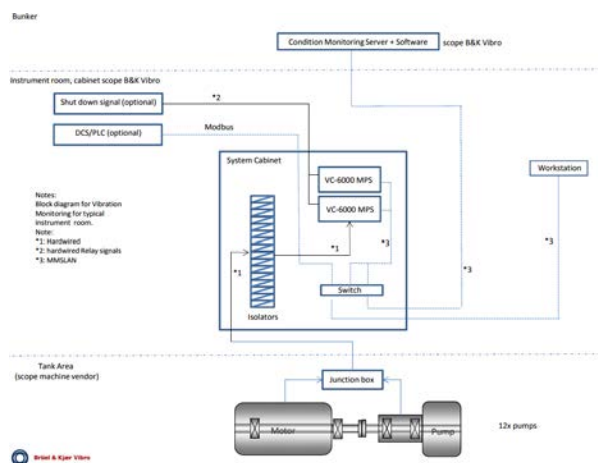 Bunker
Condition Monitoring Server + Software
scope B&K Vibro
Instrument room, cabinet scope B&K Vibro
Shut down signal (optional)
*2
DCS/PLC (optional)
Modbus
System Cabinet
VC-6000 MPS
VC-6000 MPS
Workstation
Notes:
Block diagram for Vibration
Monitoring for typical
instrument room.
Note:
*1: Hardwired
*2: hardwired Relay signals
*3: MMSLAN
*1
*1
*3
*3
*3
Switch
Isolators
Tank Area
(scope machine vendor)
Junction box
Motor
Pump
12x pumps
Brüel & Kjær Vibro